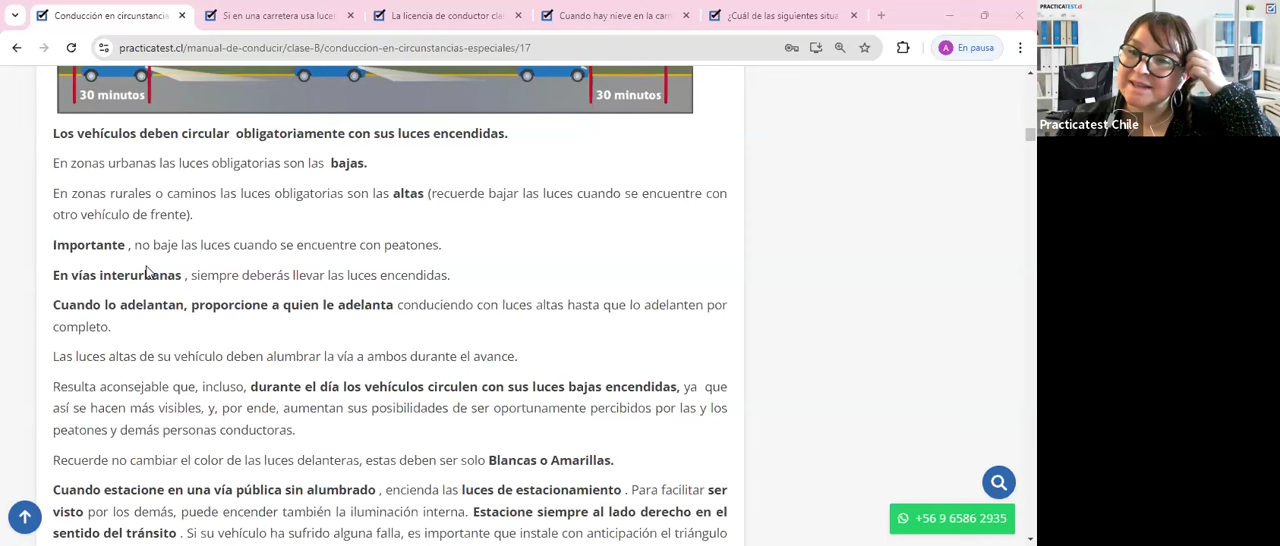 Conducción en circunstancia
Si en una carretera usa luces
La licencia de conductor clas
Cuando hay nieve en la carr
¿Cuál de las siguientes situa
practicatest.cl/manual-de-conducir/clase-B/conduccion-en-circunstancias-especiales/17
A En pausa
PRACTICATEST.cl
Practicatest Chile
30 minutos
30 minutos
Los vehículos deben circular obligatoriamente con sus luces encendidas.
En zonas urbanas las luces obligatorias son las bajas.
En zonas rurales o caminos las luces obligatorias son las altas (recuerde bajar las luces cuando se encuentre con
otro vehículo de frente).
Importante , no baje las luces cuando se encuentre con peatones.
En vías interurbanas , siempre deberás llevar las luces encendidas.
Cuando lo adelantan, proporcione a quien le adelanta conduciendo con luces altas hasta que lo adelanten por
completo.
Las luces altas de su vehículo deben alumbrar la vía a ambos durante el avance.
Resulta aconsejable que, incluso, durante el día los vehículos circulen con sus luces bajas encendidas, ya que
así se hacen más visibles, y, por ende, aumentan sus posibilidades de ser oportunamente percibidos por las y los
peatones y demás personas conductoras.
Recuerde no cambiar el color de las luces delanteras, estas deben ser solo Blancas o Amarillas.
Cuando estacione en una vía pública sin alumbrado , encienda las luces de estacionamiento . Para facilitar ser
visto por los demás, puede encender también la iluminación interna. Estacione siempre al lado derecho en el
sentido del tránsito . Si su vehículo ha sufrido alguna falla, es importante que instale con anticipación el triángulo
+56 9 6586 2935